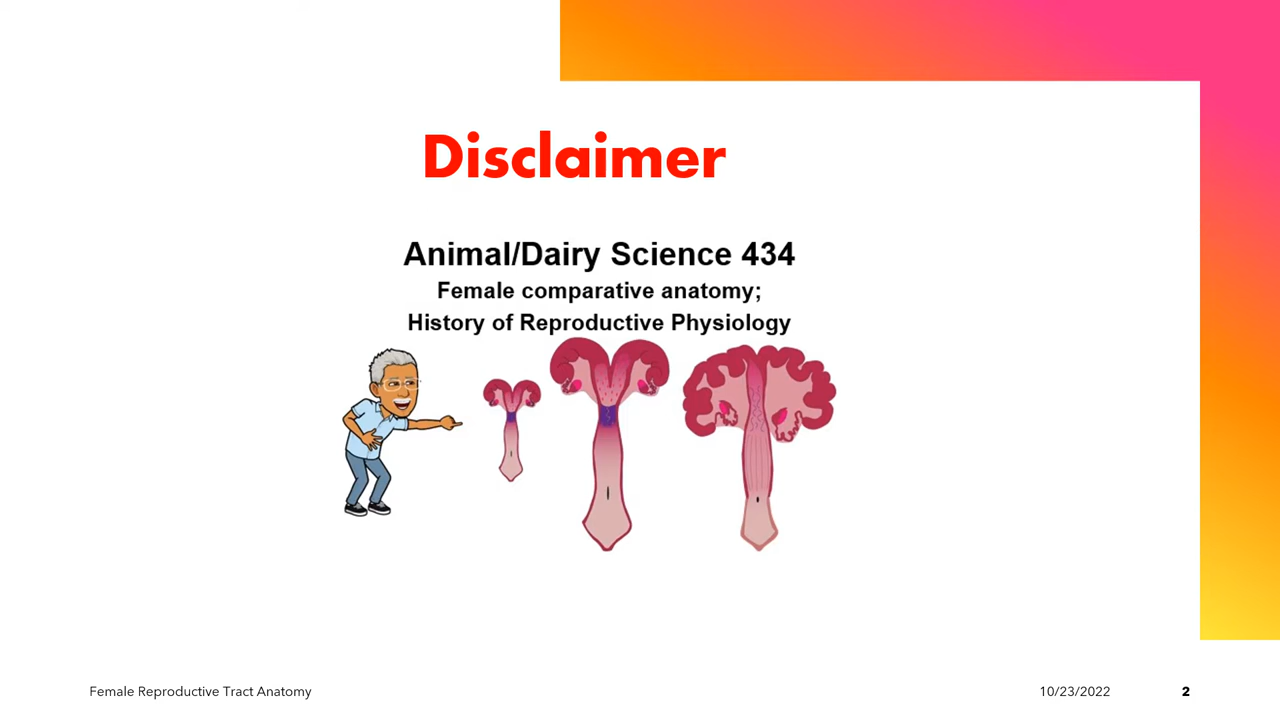 Disclaimer
Animal/Dairy Science 434
Female comparative anatomy;
History of Reproductive Physiology
Female Reproductive Tract Anatomy
10/23/2022
2